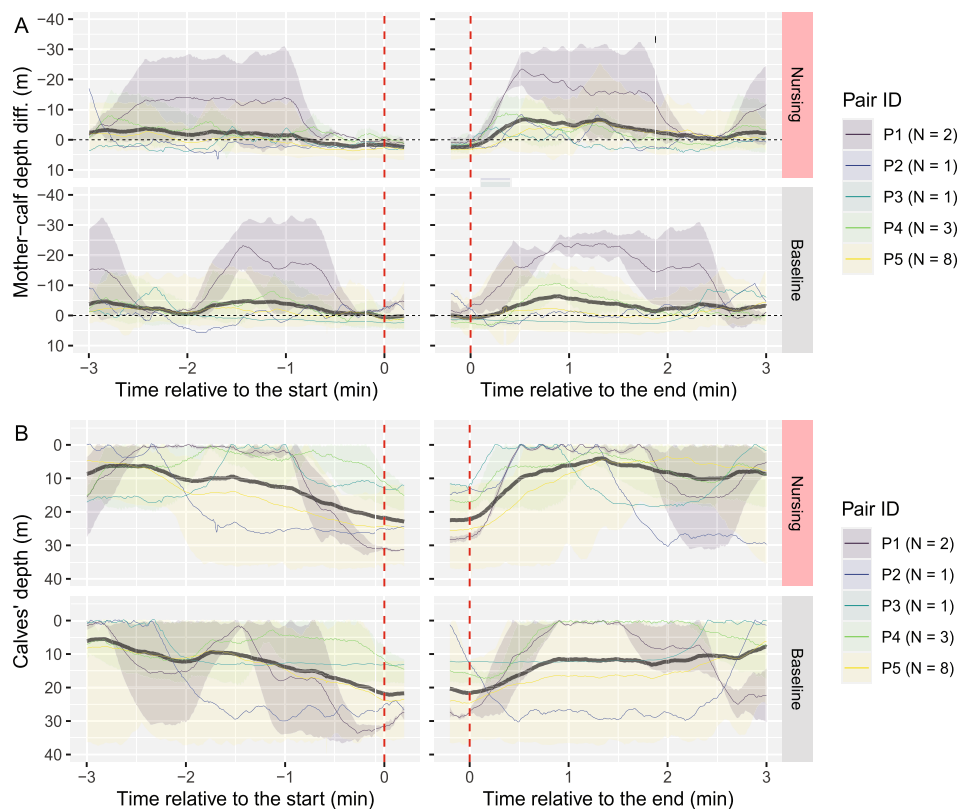 A
Mother−calf depth diff. (m)
−40
−30
−20
−10
0
10
Nursing
−40
−30
−20
−10
0
10
Baseline
−3
−2
−1
0
0
1
2
3
Time relative to the start (min)
Time relative to the end (min)
Pair ID
P1 (N = 2)
P2 (N = 1)
P3 (N = 1)
P4 (N = 3)
P5 (N = 8)
B
Calves' depth (m)
0
10
20
30
40
Nursing
0
10
20
30
40
Baseline
−3
−2
−1
0
0
1
2
3
Time relative to the start (min)
Time relative to the end (min)
Pair ID
P1 (N = 2)
P2 (N = 1)
P3 (N = 1)
P4 (N = 3)
P5 (N = 8)